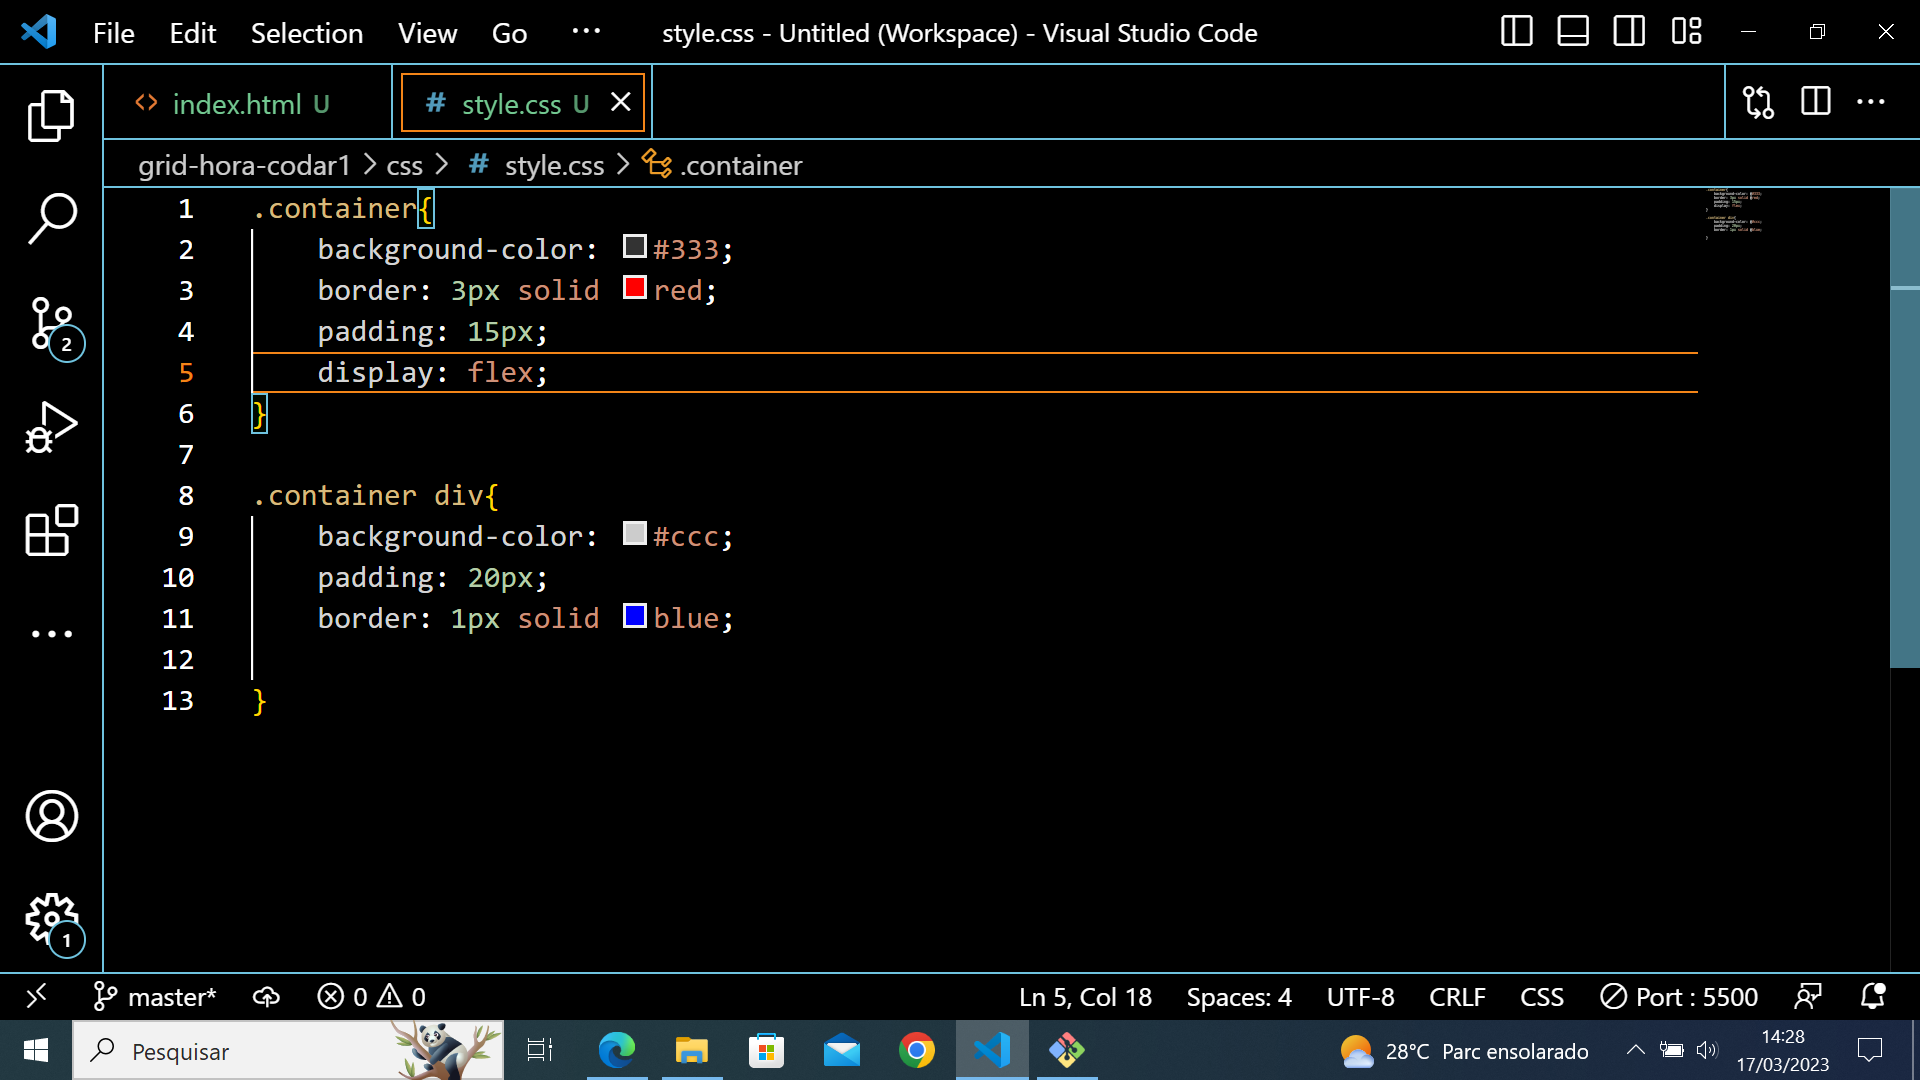 File Edit Selection View Go ··· style.css - Untitled (Workspace) - Visual Studio Code
index.html U # style.css U
grid-hora-codar1 > css > # style.css > .container
1 .container{
2 background-color: #333;
3 border: 3px solid red;
4 padding: 15px;
5 display: flex;
6 }
7
8 .container div{
9 background-color: #ccc;
10 padding: 20px;
11 border: 1px solid blue;
12
13 }
2
1
master* 0 0 Ln 5, Col 18 Spaces: 4 UTF-8 CRLF CSS Port : 5500
Pesquisar 28°C Parc ensolarado 14:28
17/03/2023